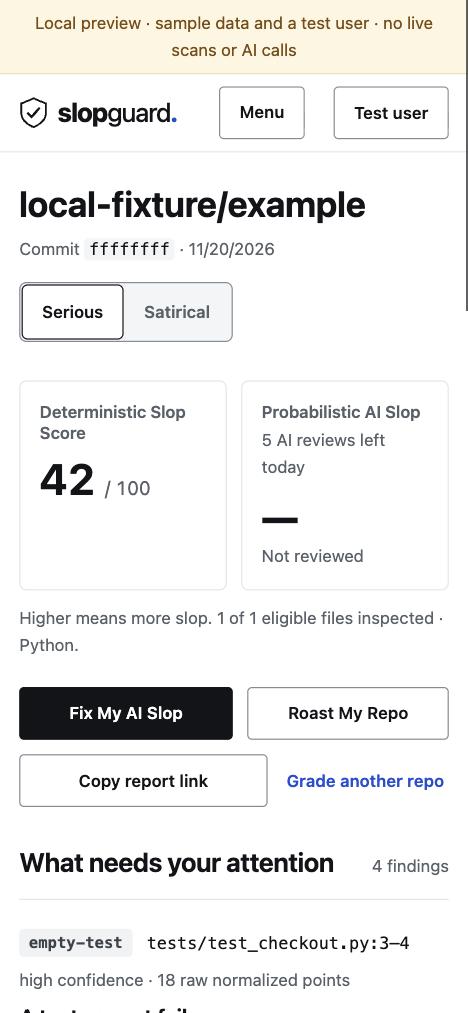 Local preview · sample data and a test user · no live
scans or AI calls
slopguard.
Menu
Test user
local-fixture/example
Commit ffffffff · 11/20/2026
Serious
Satirical
Deterministic Slop
Score
42 / 100
Probabilistic AI Slop
5 AI reviews left
today
—
Not reviewed
Higher means more slop. 1 of 1 eligible files inspected ·
Python.
Fix My AI Slop
Roast My Repo
Copy report link
Grade another repo
What needs your attention
4 findings
empty-test tests/test_checkout.py:3–4
high confidence · 18 raw normalized points